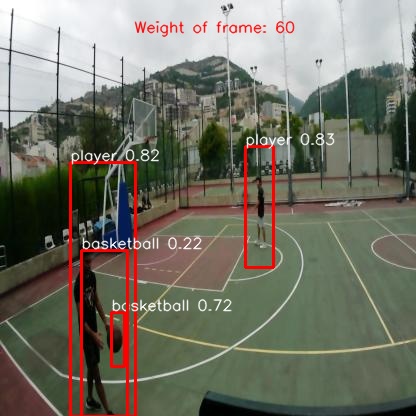 Weight of frame: 60
player 0.83
player 0.82
basketball 0.22
basketball 0.72